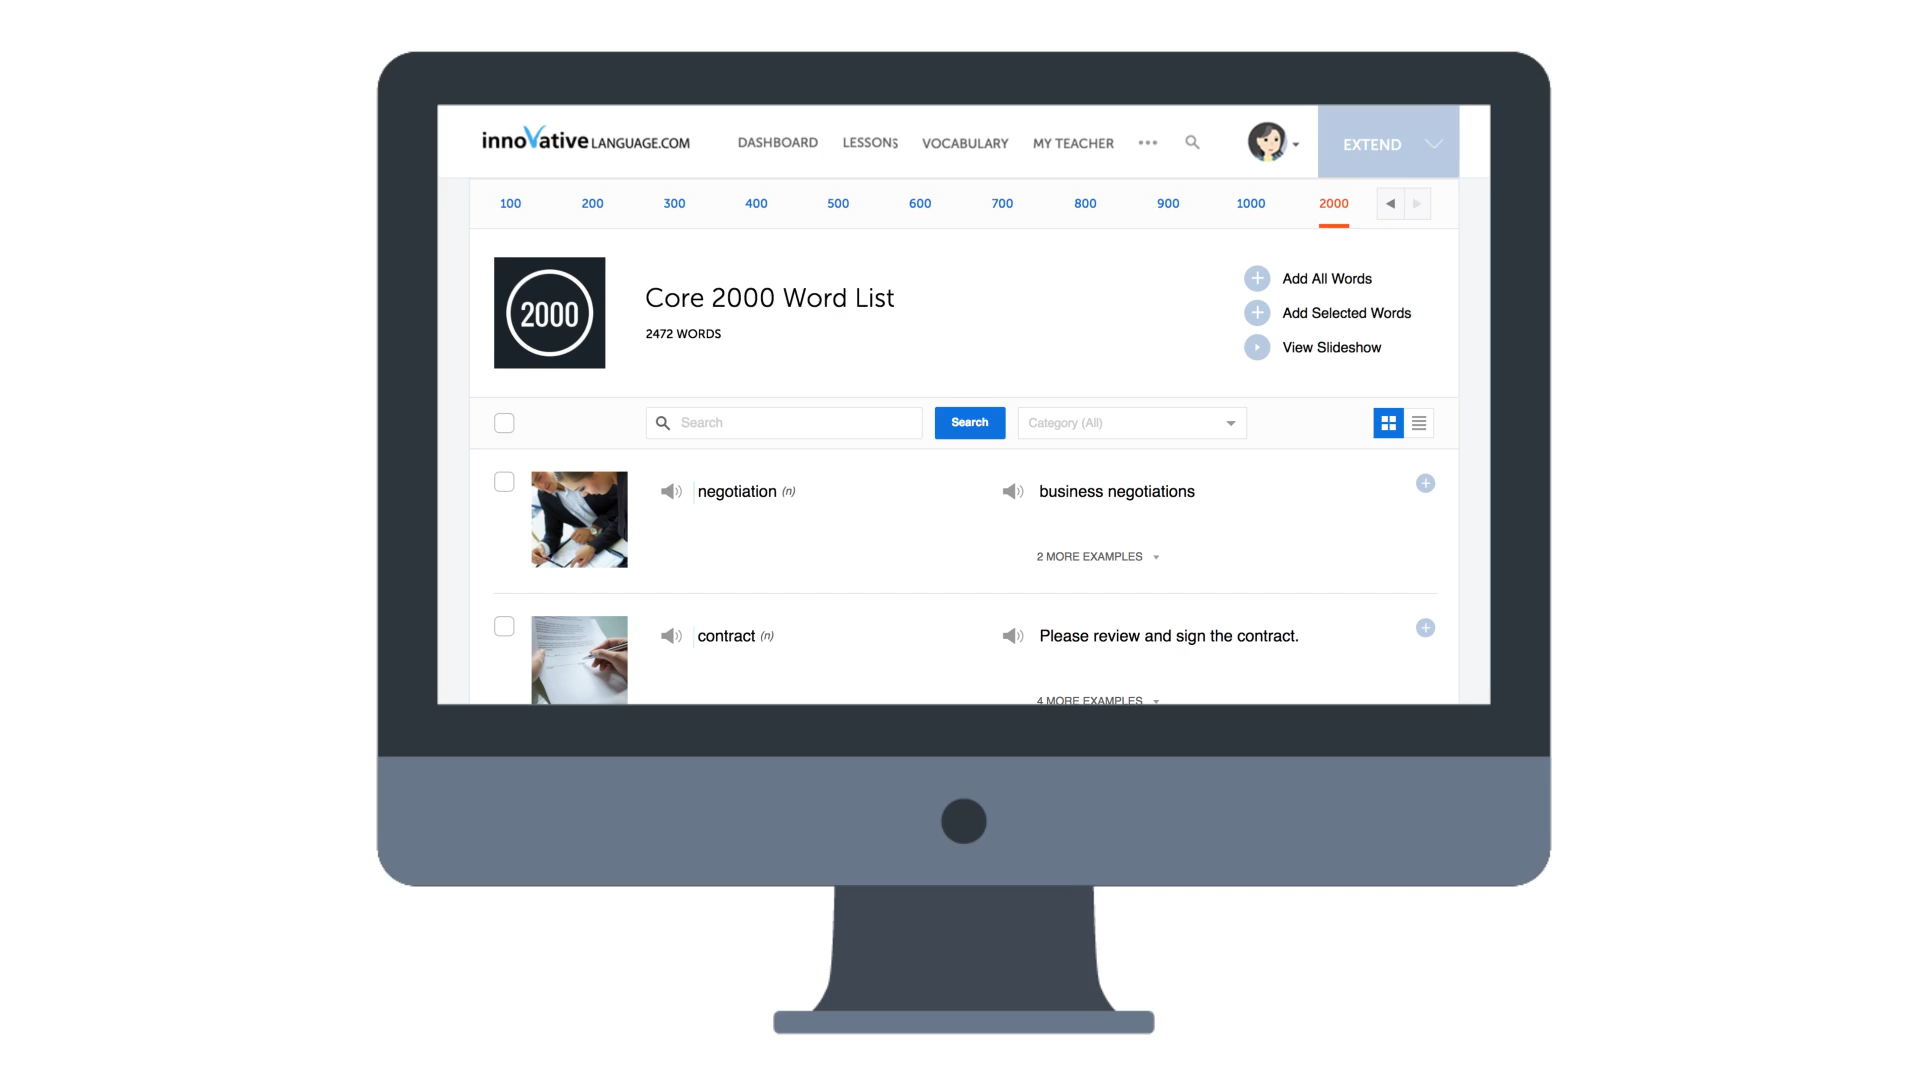 innoVative LANGUAGE.COM
DASHBOARD LESSONS VOCABULARY MY TEACHER
EXTEND
100 200 300 400 500 600 700 800 900 1000 2000
2000
Core 2000 Word List
2472 WORDS
Add All Words
Add Selected Words
View Slideshow
Search Search Category (All)
negotiation (n) business negotiations
2 MORE EXAMPLES
contract (n) Please review and sign the contract.
4 MORE EXAMPLES